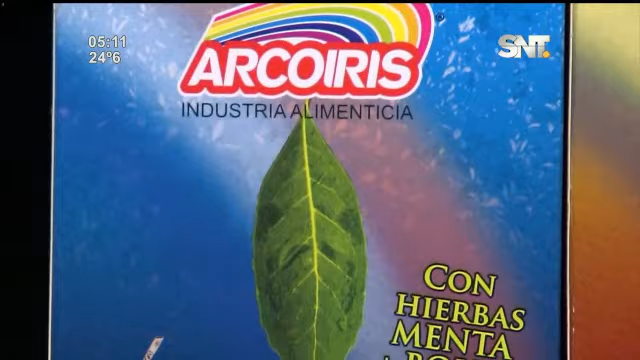 05:11
24°6
SNT.
ARCOIRIS
®
INDUSTRIA ALIMENTICIA
CON
HIERBAS
MENTA